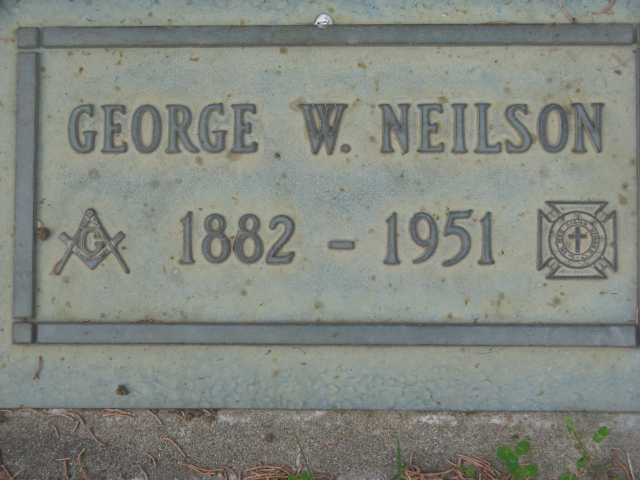 GEORGE W. NEILSON
G 1882 – 1951